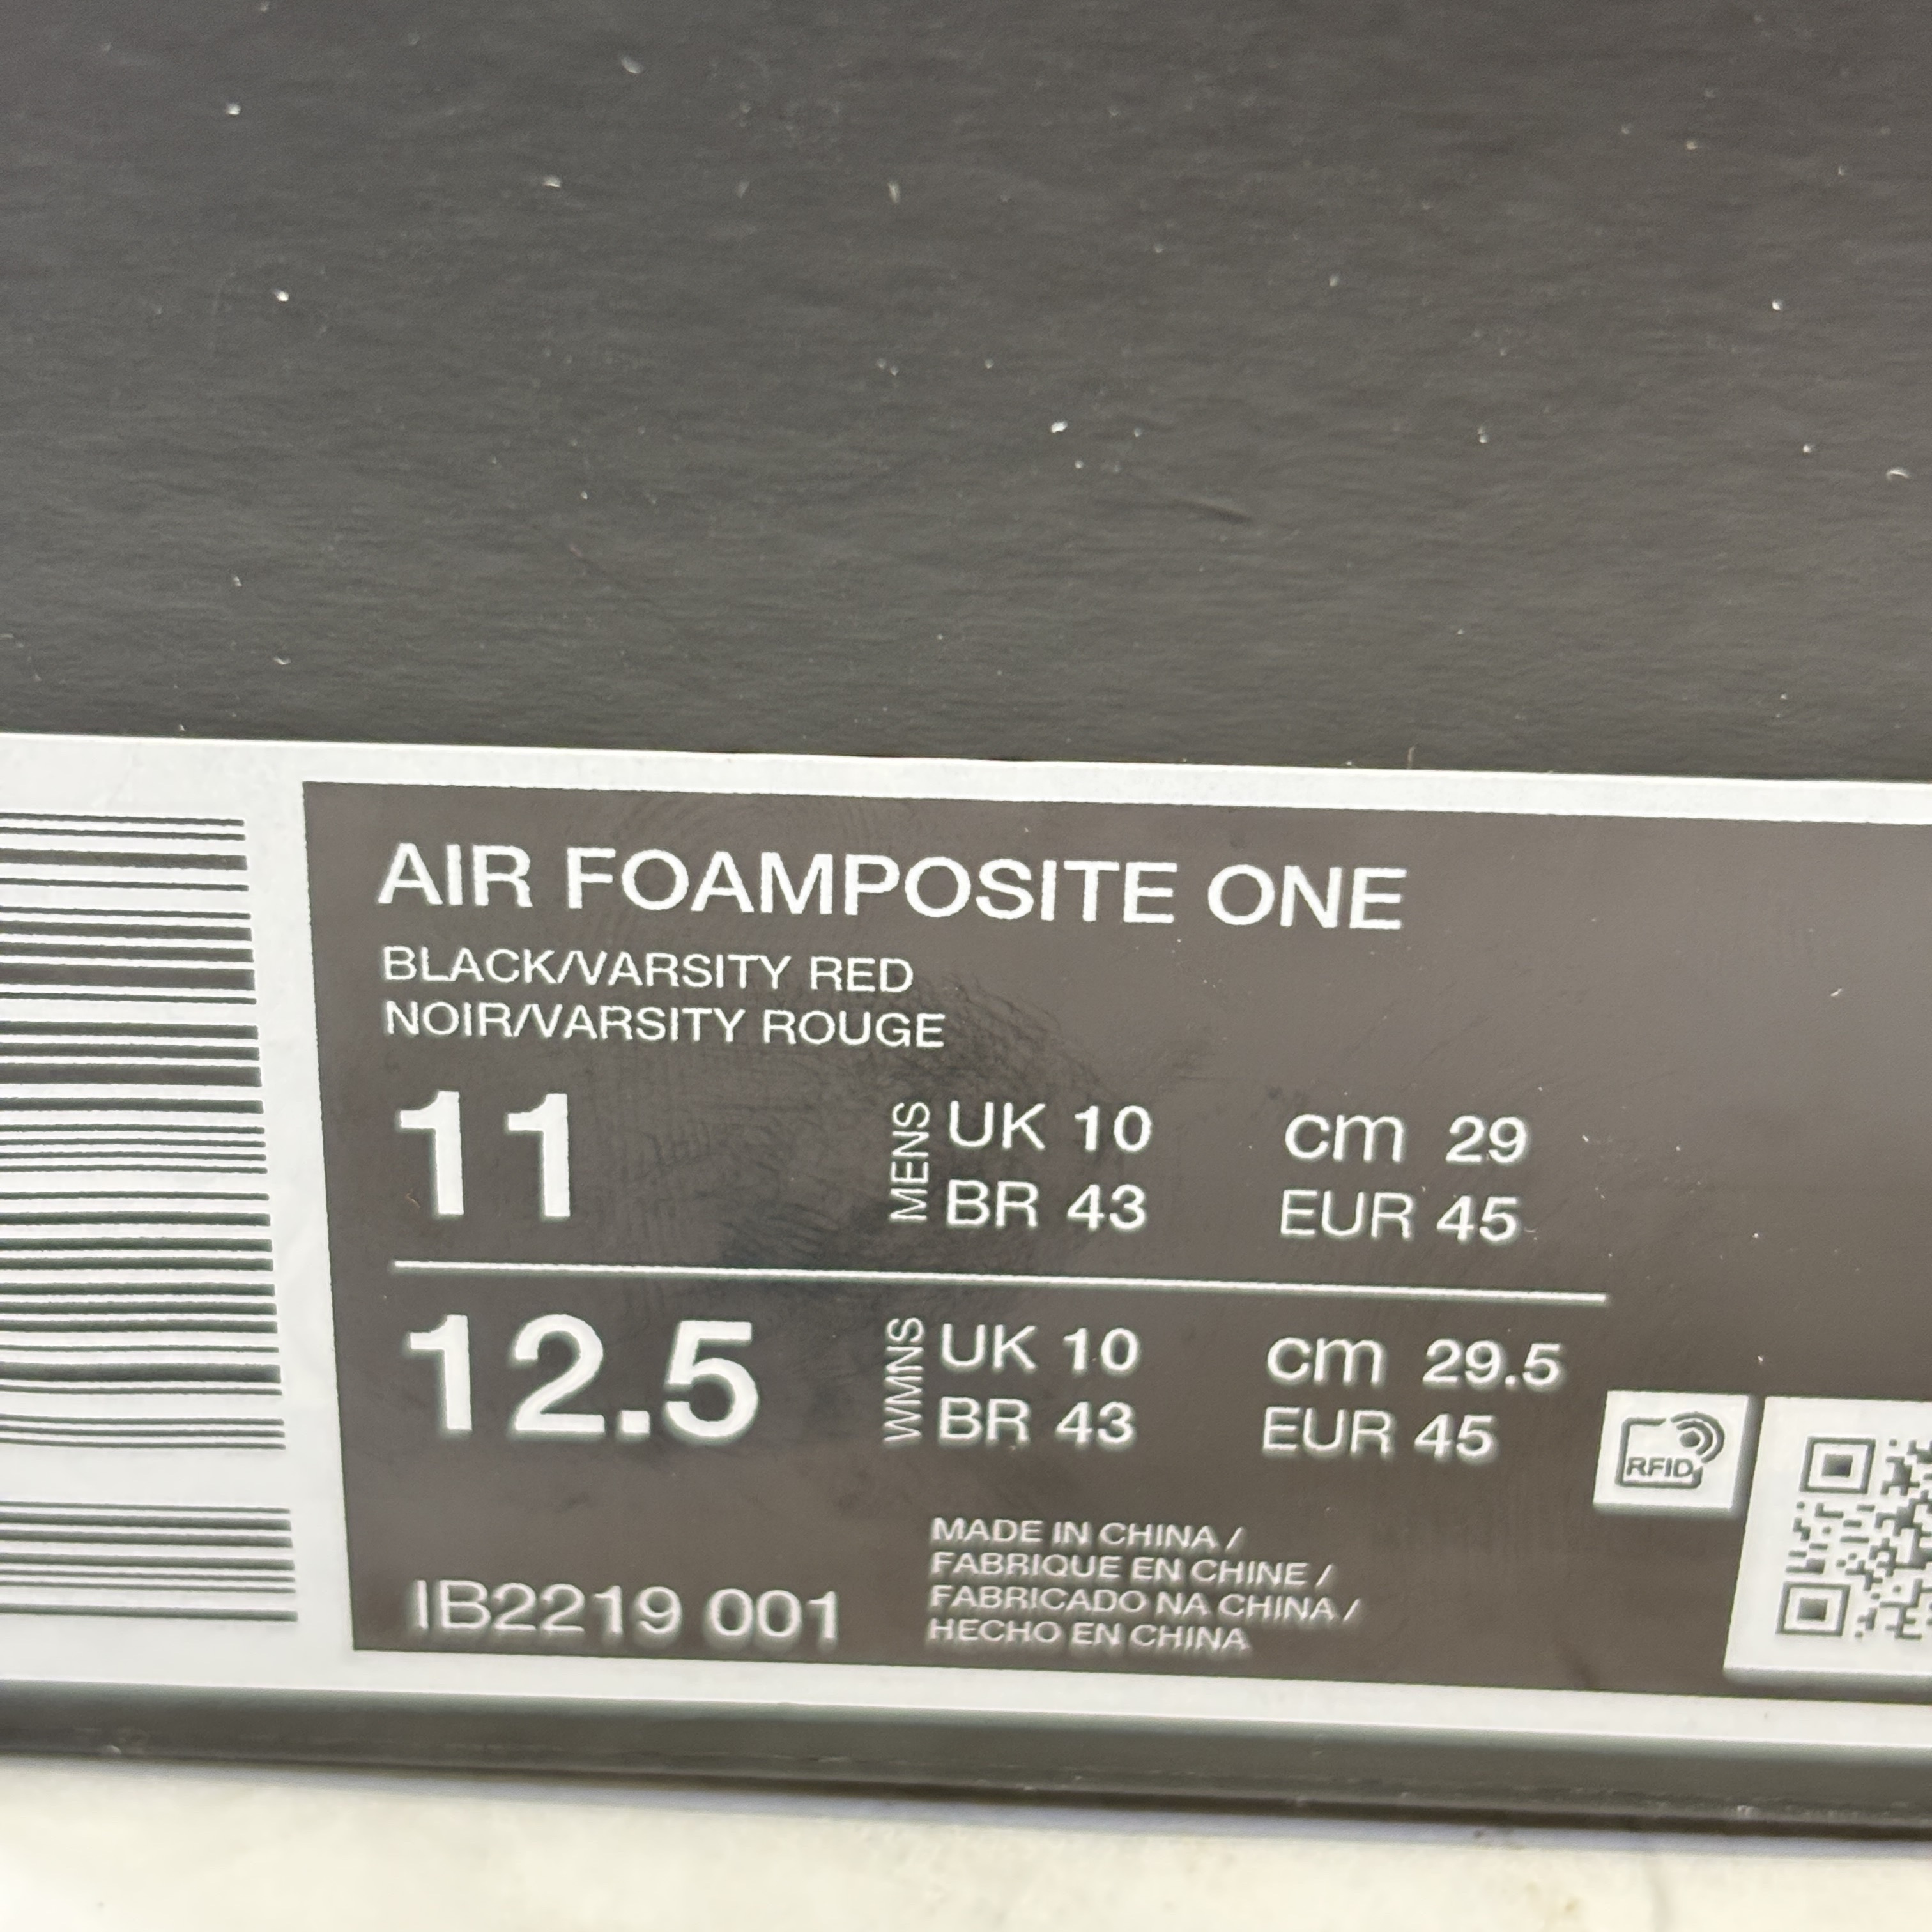 AIR FOAMPOSITE ONE
BLACK/VARSITY RED
NOIR/VARSITY ROUGE
11 MENS UK 10 cm 29
BR 43 EUR 45
12.5 WMNS UK 10 cm 29.5
BR 43 EUR 45
RFID
IB2219 001
MADE IN CHINA /
FABRIQUE EN CHINE /
FABRICADO NA CHINA /
HECHO EN CHINA